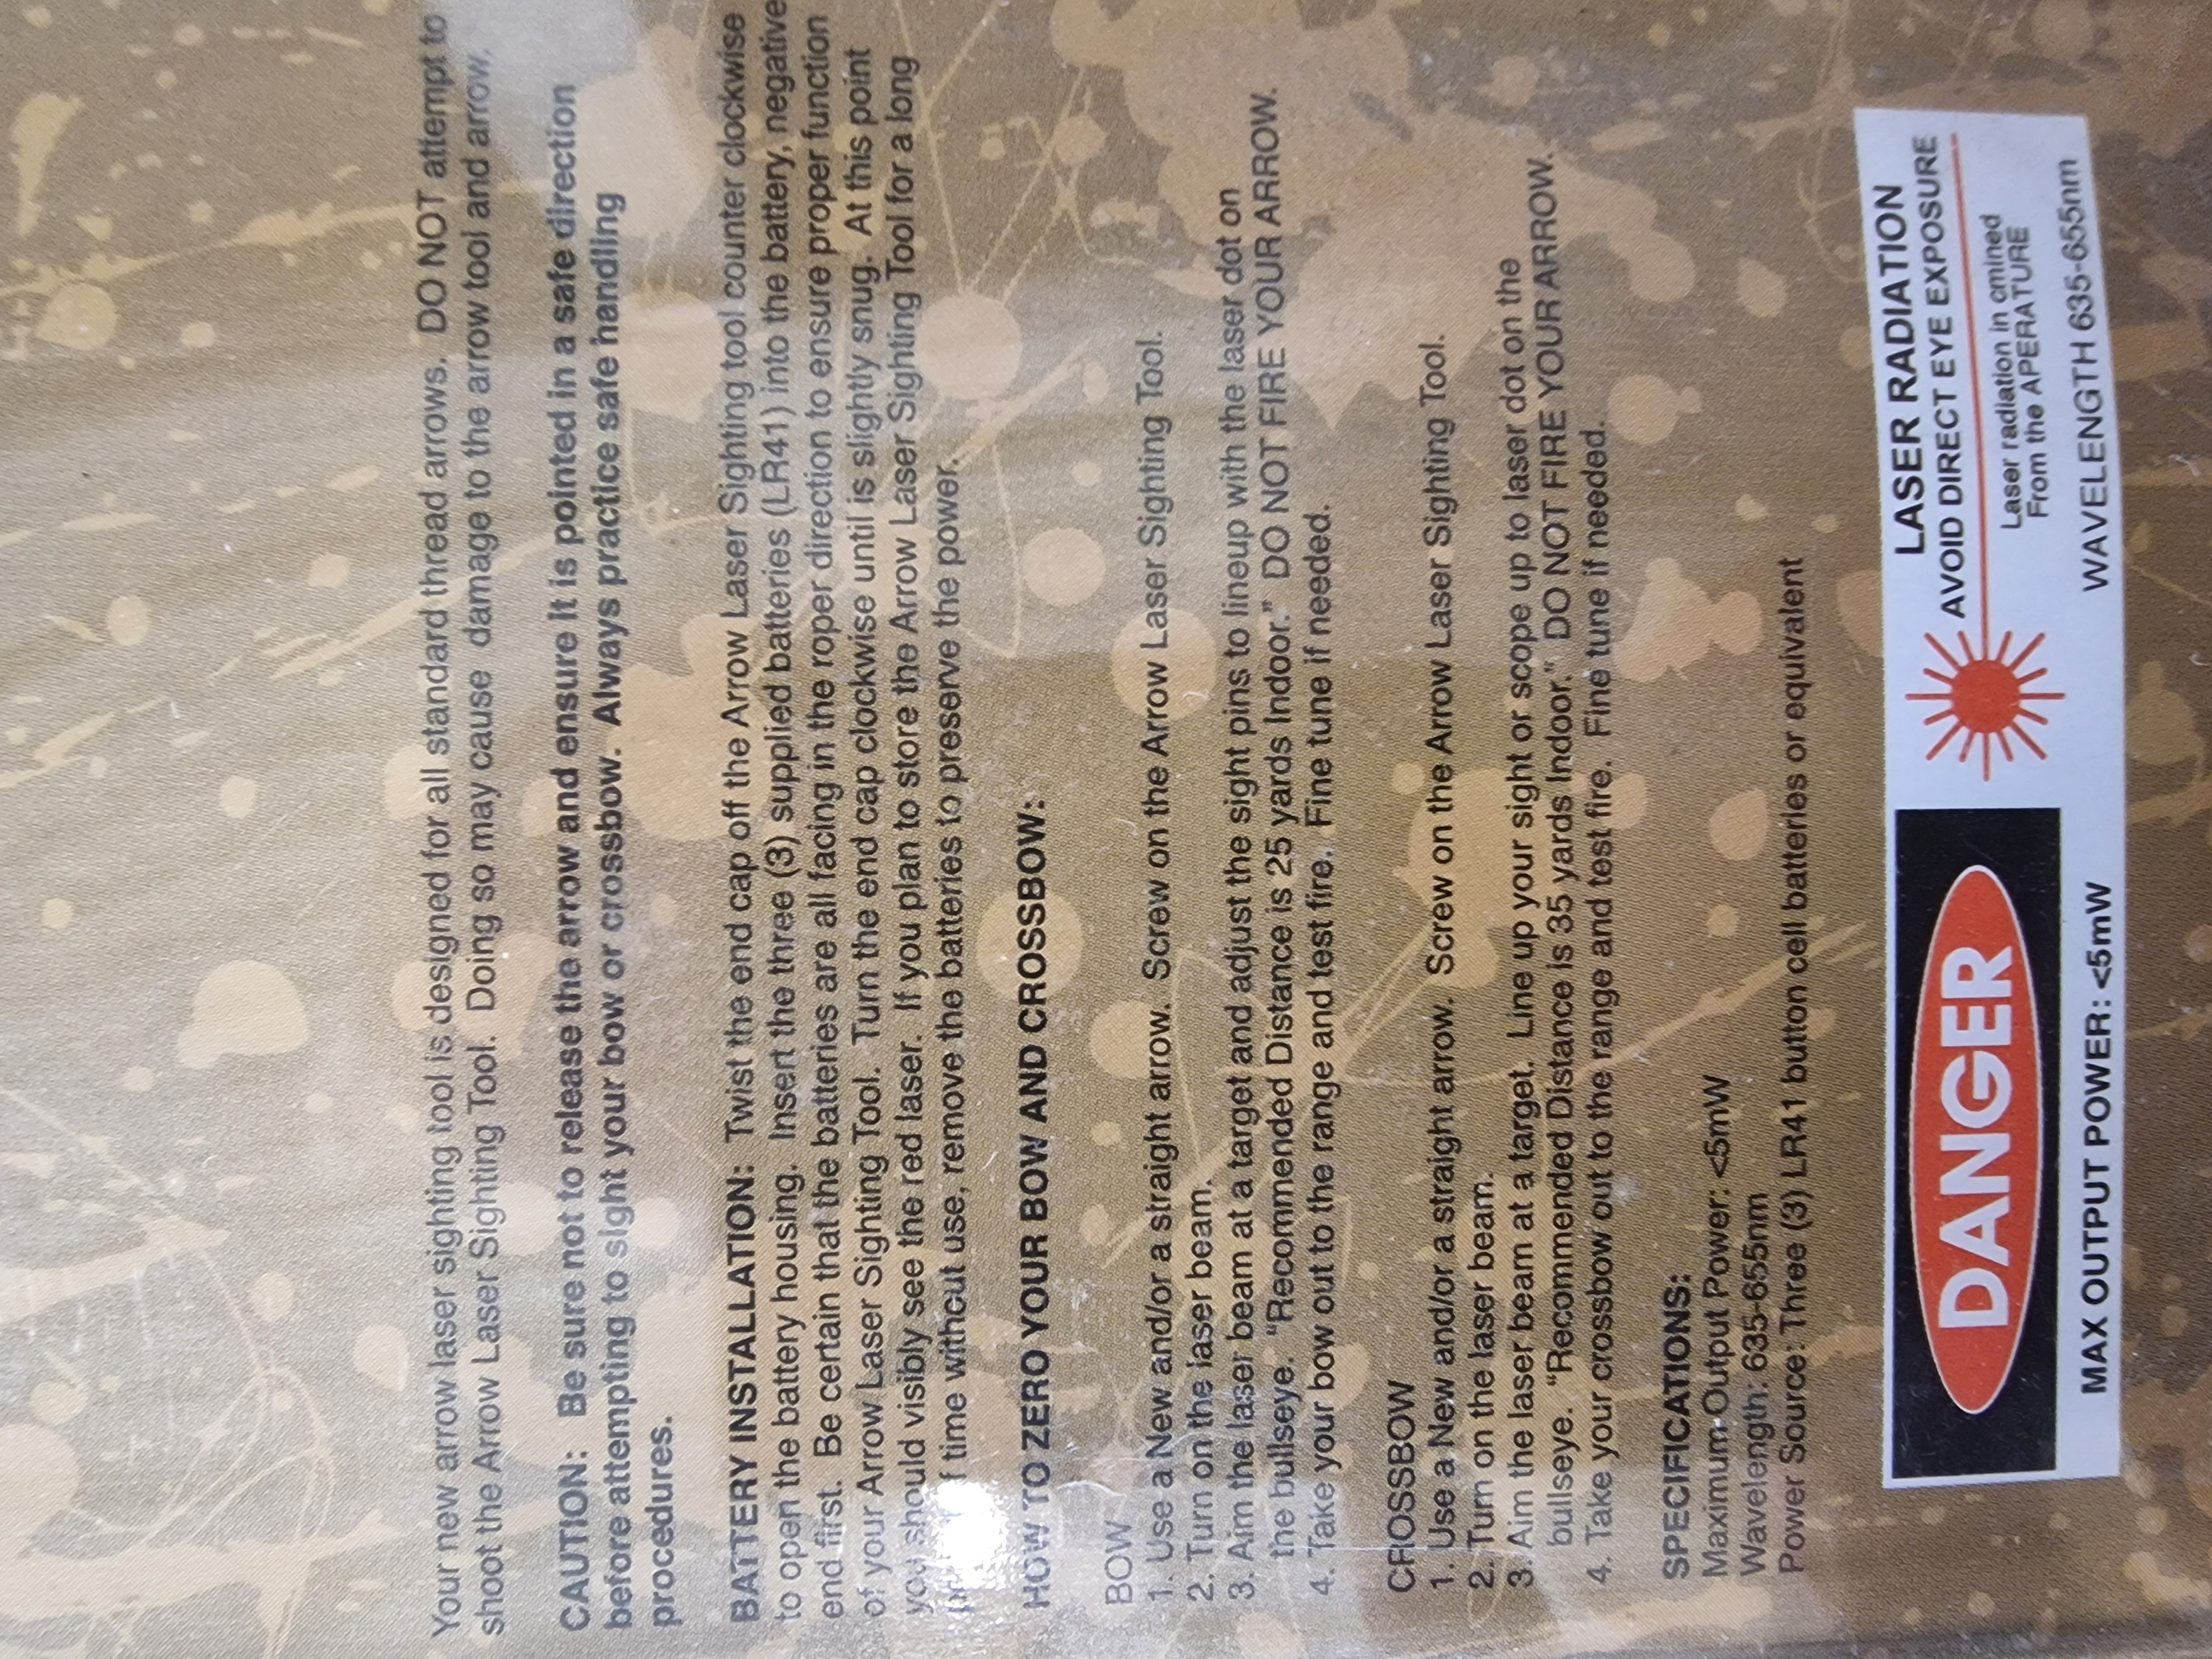 Your new arrow laser sighting tool is designed for all standard thread arrows. DO NOT attempt to
shoot the Arrow Laser Sighting Tool. Doing so may cause damage to the arrow tool and arrow.
CAUTION: Be sure not to release the arrow and ensure it is pointed in a safe direction
before attempting to sight your bow or crossbow. Always practice safe handling
procedures.
BATTERY INSTALLATION: Twist the end cap off the Arrow Laser Sighting tool counter clockwise
to open the battery housing. Insert the three (3) supplied batteries (LR41) into the battery, negative
end first. Be certain that the batteries are all facing in the roper direction to ensure proper function
of your Arrow Laser Sighting Tool. Turn the end cap clockwise until is slightly snug. At this point
you should visibly see the red laser. If you plan to store the Arrow Laser Sighting Tool for a long
time without use, remove the batteries to preserve the power.
HOW TO ZERO YOUR BOW AND CROSSBOW:
BOW
1. Use a New and/or a straight arrow. Screw on the Arrow Laser Sighting Tool.
2. Turn on the laser beam.
3. Aim the laser beam at a target and adjust the sight pins to lineup with the laser dot on
the bullseye. "Recommended Distance is 25 yards Indoor." DO NOT FIRE YOUR ARROW.
4. Take your bow out to the range and test fire. Fine tune if needed.
CROSSBOW
1. Use a New and/or a straight arrow. Screw on the Arrow Laser Sighting Tool.
2. Turn on the laser beam.
3. Aim the laser beam at a target. Line up your sight or scope up to laser dot on the
bullseye. "Recommended Distance is 35 yards Indoor." DO NOT FIRE YOUR ARROW.
4. Take your crossbow out to the range and test fire. Fine tune if needed.
SPECIFICATIONS:
Maximum Output Power: <5mW
Wavelength: 635-655nm
Power Source: Three (3) LR41 button cell batteries or equivalent
DANGER
LASER RADIATION
AVOID DIRECT EYE EXPOSURE
Laser radiation in omined
From the APERATURE
MAX OUTPUT POWER: <5mW
WAVELENGTH 635-655nm